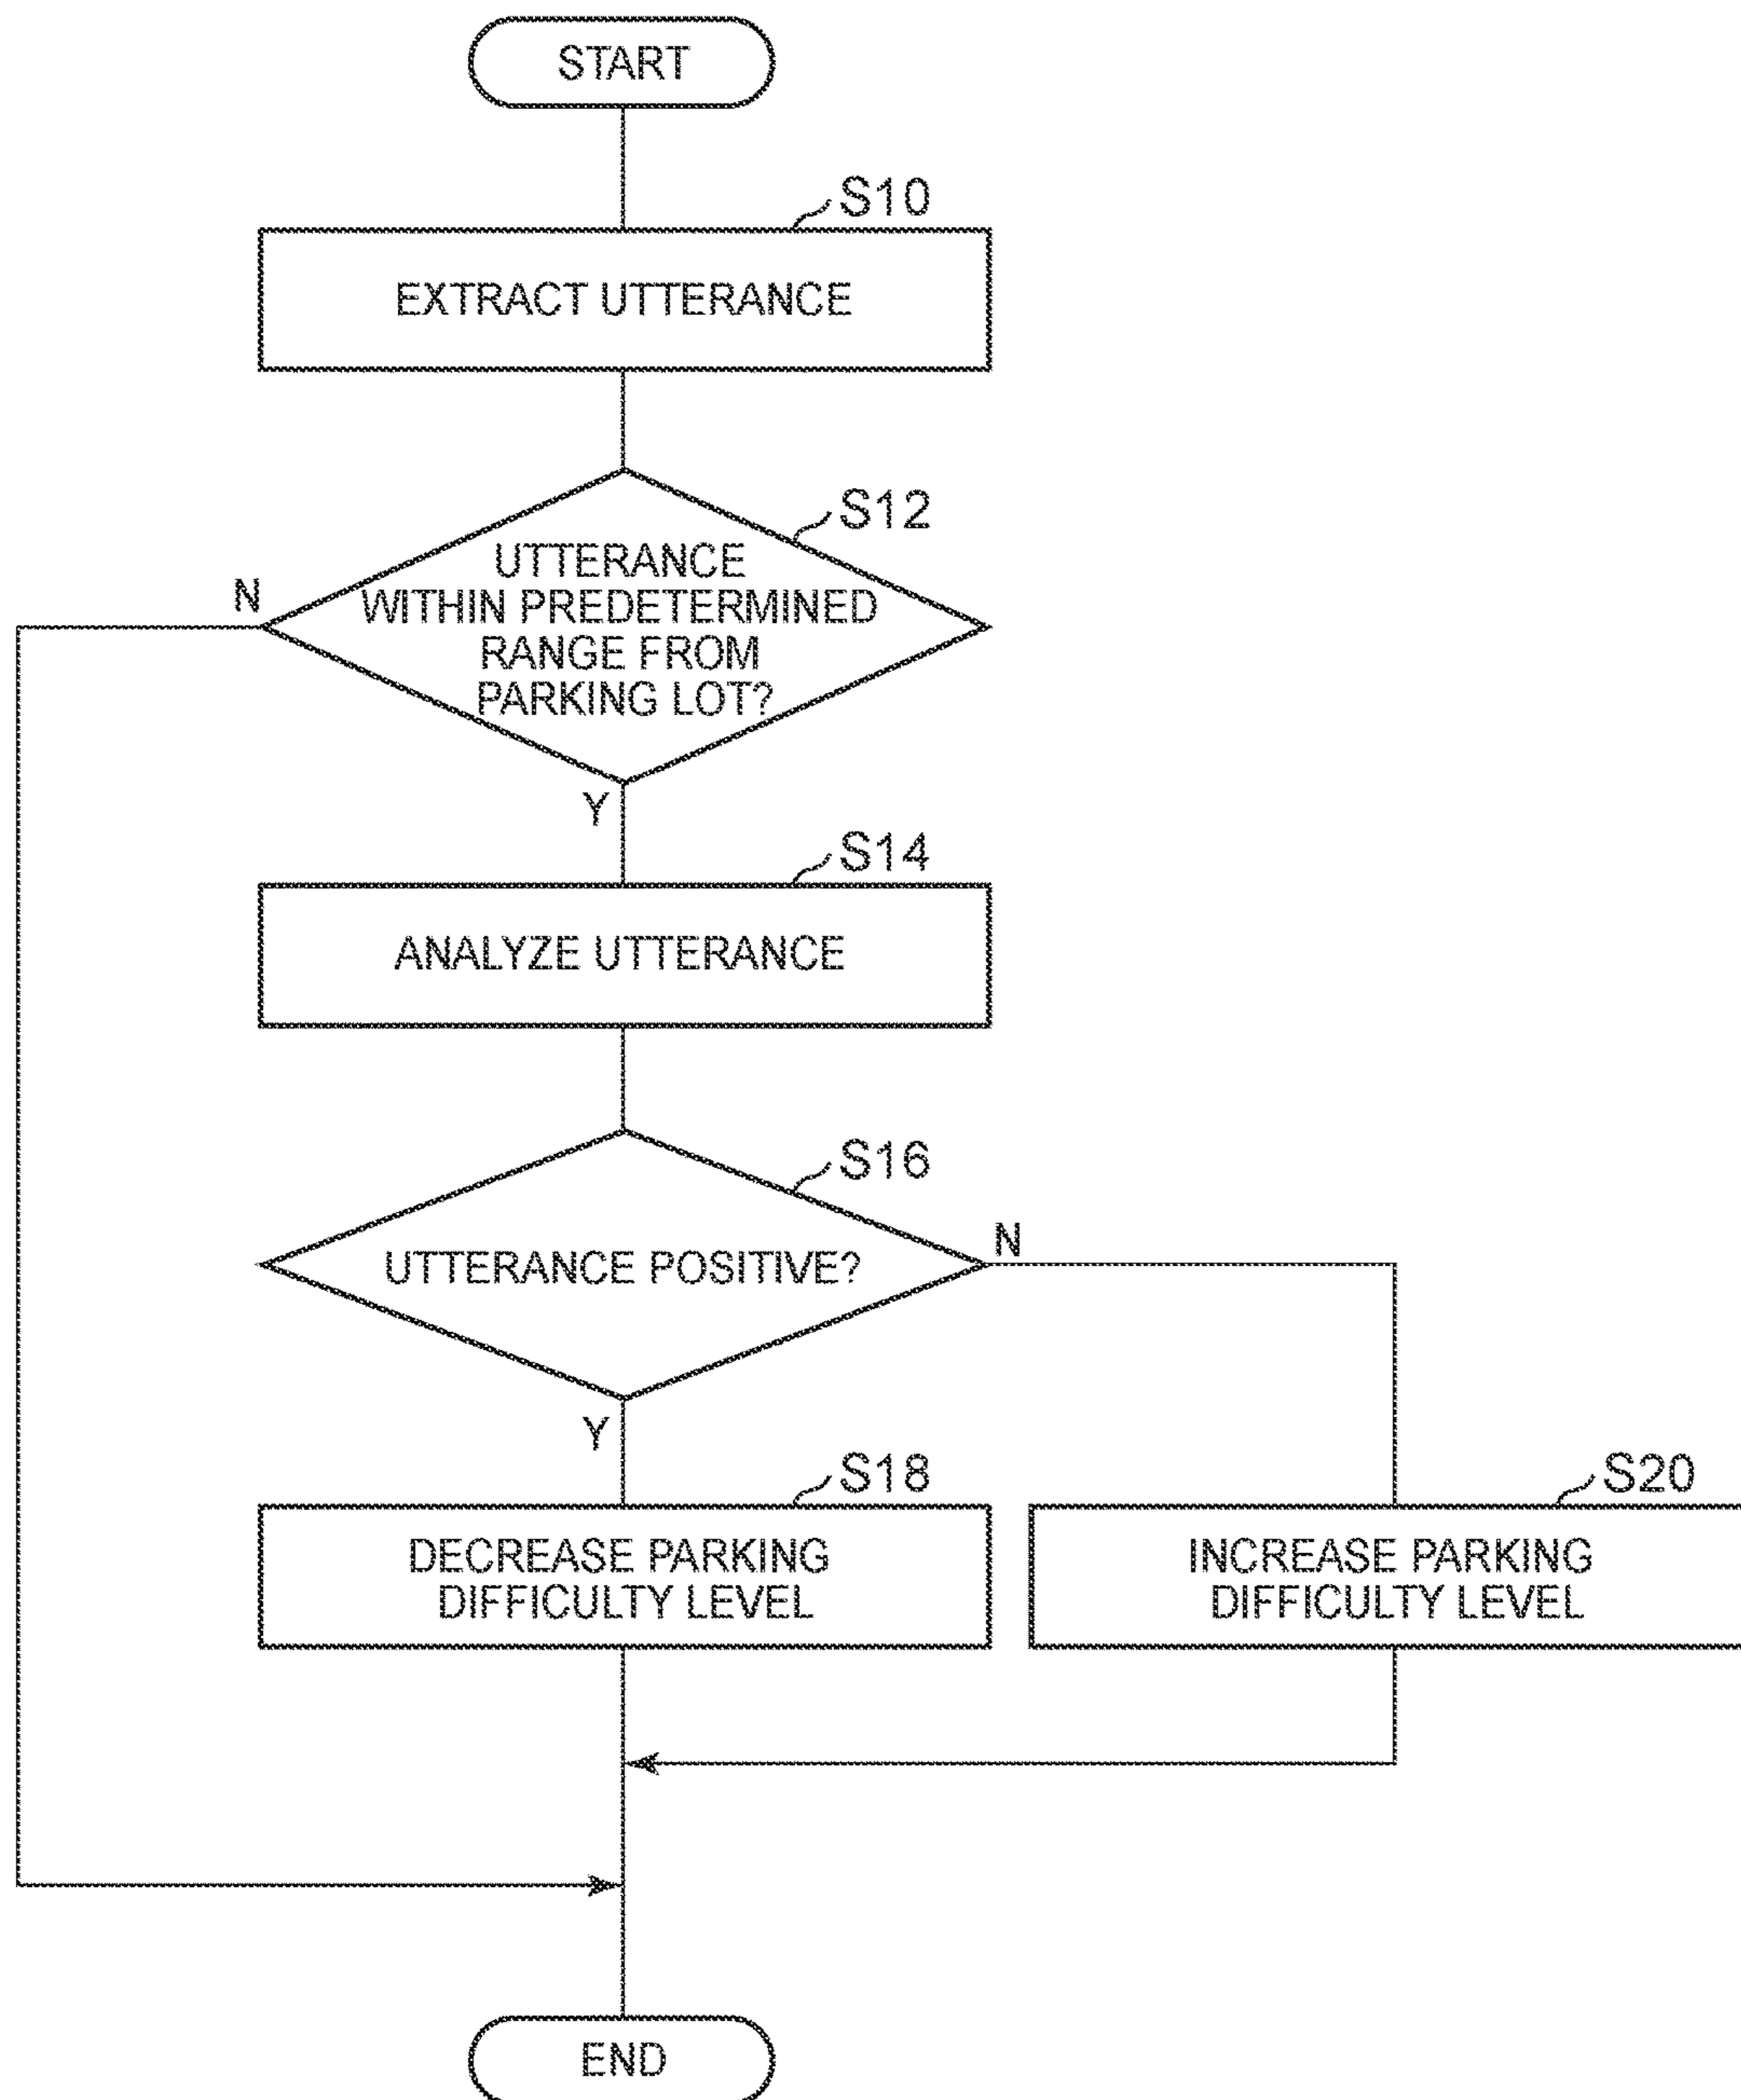 START
S10
EXTRACT UTTERANCE
S12
UTTERANCE
WITHIN PREDETERMINED
RANGE FROM
PARKING LOT?
N
Y
S14
ANALYZE UTTERANCE
S16
UTTERANCE POSITIVE?
N
Y
S18
DECREASE PARKING
DIFFICULTY LEVEL
S20
INCREASE PARKING
DIFFICULTY LEVEL
END